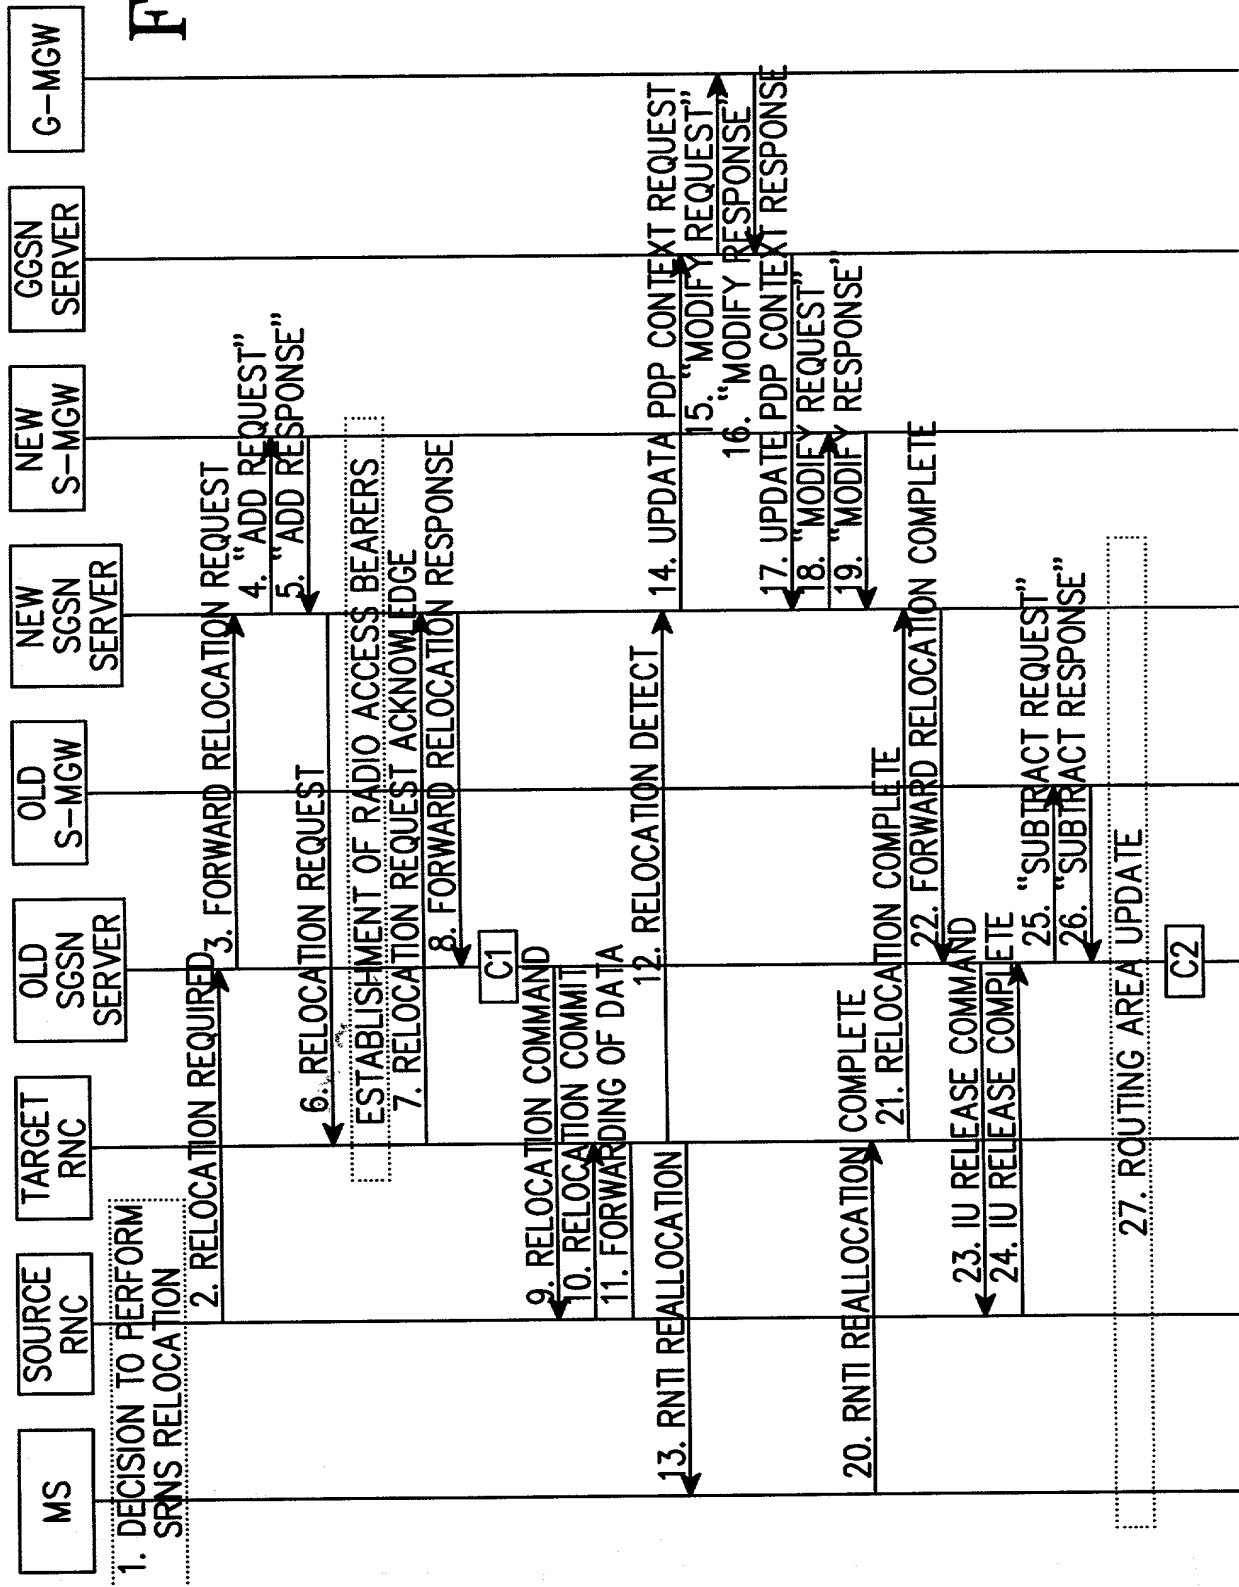 MS
SOURCE
RNC
TARGET
RNC
OLD
SGSN
SERVER
OLD
S-MGW
NEW
SGSN
SERVER
NEW
S-MGW
GGSN
SERVER
G-MGW
F
1. DECISION TO PERFORM
SRNS RELOCATION
2. RELOCATION REQUIRED
3. FORWARD RELOCATION REQUEST
4. "ADD REQUEST"
5. "ADD RESPONSE"
6. RELOCATION REQUEST
ESTABLISHMENT OF RADIO ACCESS BEARERS
7. RELOCATION REQUEST ACKNOWLEDGE
8. FORWARD RELOCATION RESPONSE
C1
9. RELOCATION COMMAND
10. RELOCATION COMMIT
11. FORWARDING OF DATA
12. RELOCATION DETECT
13. RNTI REALLOCATION
14. UPDATA PDP CONTEXT REQUEST
15. "MODIFY REQUEST"
16. "MODIFY RESPONSE"
17. UPDATE PDP CONTEXT RESPONSE
18. "MODIFY REQUEST"
19. "MODIFY RESPONSE"
20. RNTI REALLOCATION COMPLETE
21. RELOCATION COMPLETE
22. FORWARD RELOCATION COMPLETE
23. IU RELEASE COMMAND
24. IU RELEASE COMPLETE
25. "SUBTRACT REQUEST"
26. "SUBTRACT RESPONSE"
27. ROUTING AREA UPDATE
C2